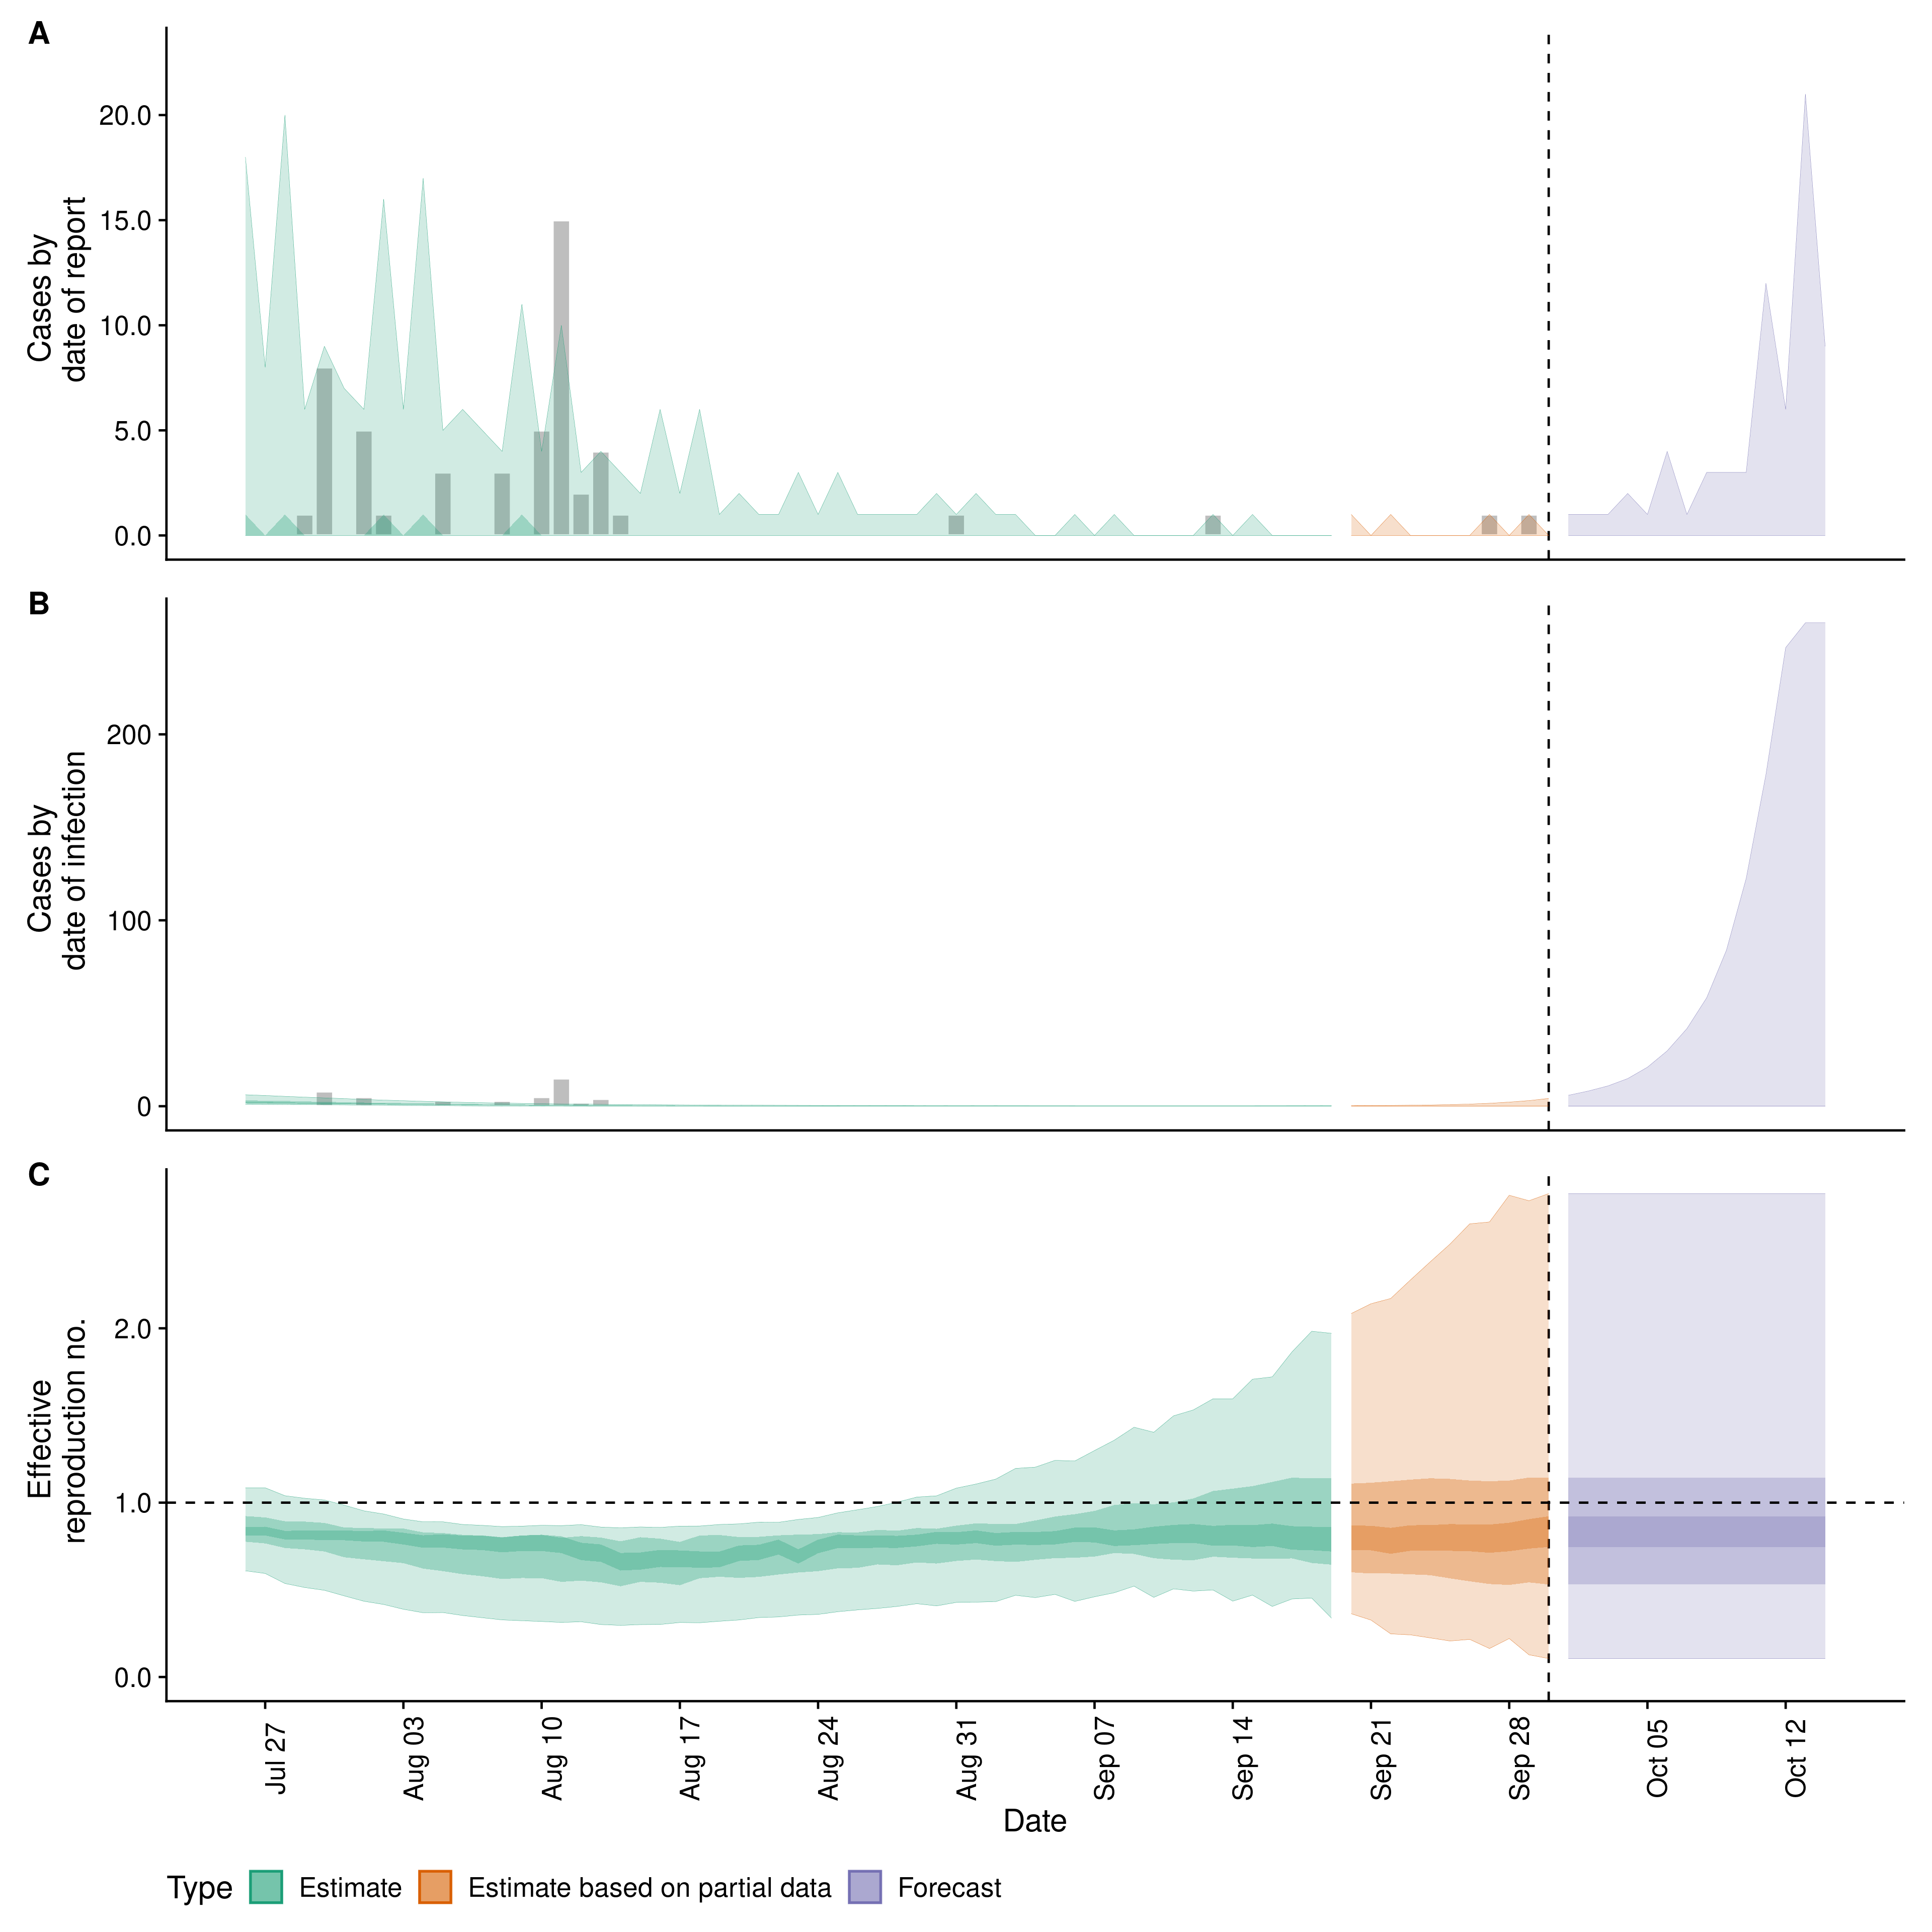 A
Cases by
date of report
20.0
15.0
10.0
5.0
0.0
B
Cases by
date of infection
200
100
0
C
Effective
reproduction no.
2.0
1.0
0.0
Jul 27
Aug 03
Aug 10
Aug 17
Aug 24
Aug 31
Sep 07
Sep 14
Sep 21
Sep 28
Oct 05
Oct 12
Date
Type Estimate Estimate based on partial data Forecast